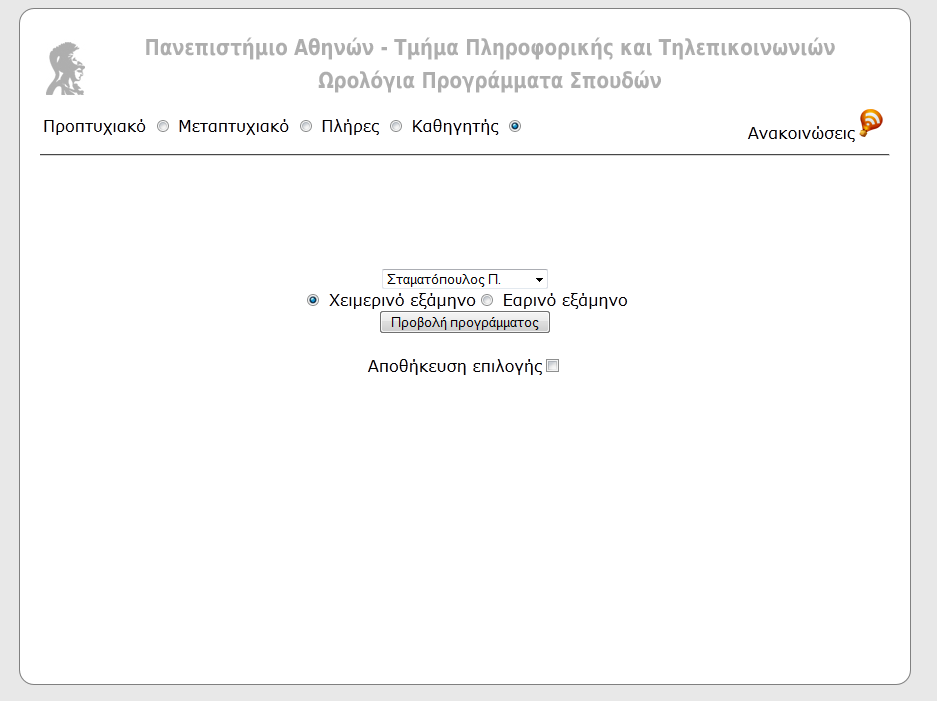 Πανεπιστήμιο Αθηνών - Τμήμα Πληροφορικής και Τηλεπικοινωνιών
Ωρολόγια Προγράμματα Σπουδών
Προπτυχιακό Μεταπτυχιακό Πλήρες Καθηγητής
Ανακοινώσεις
Σταματόπουλος Π.
Χειμερινό εξάμηνο Εαρινό εξάμηνο
Προβολή προγράμματος
Αποθήκευση επιλογής